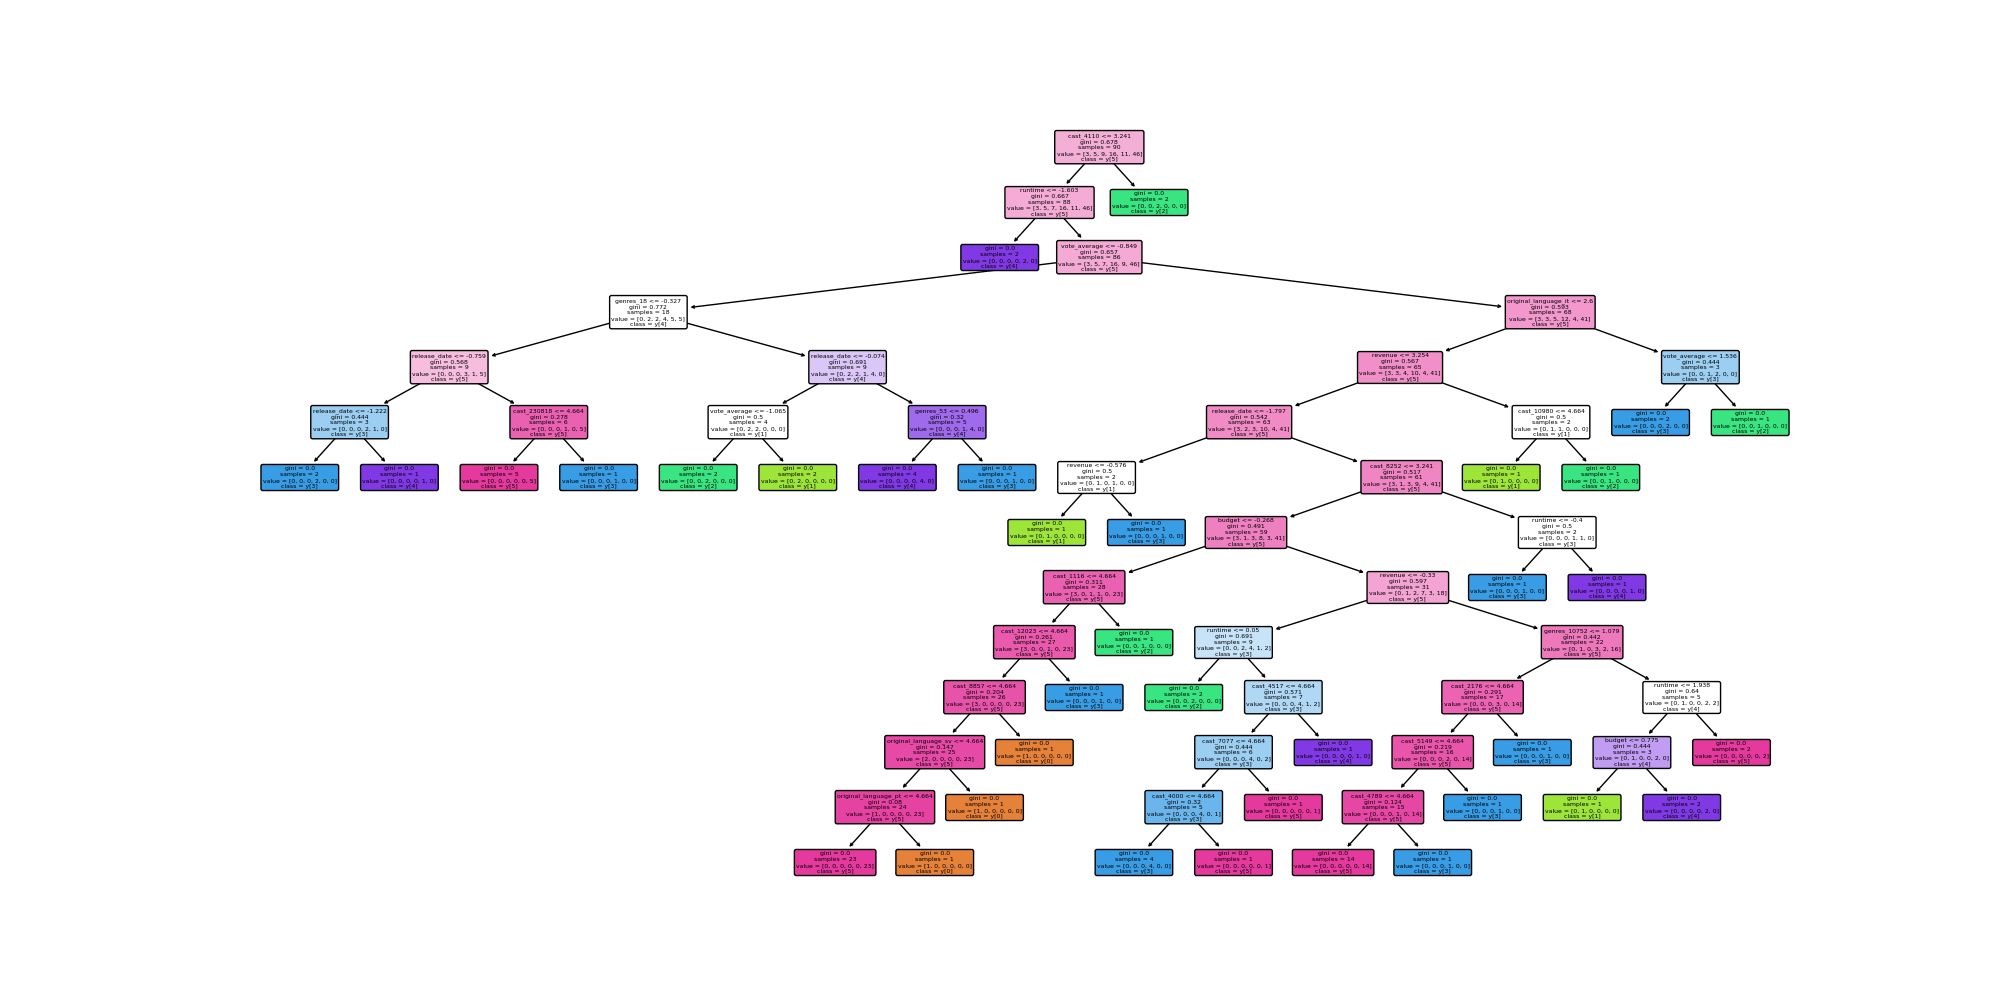 cast_4110 <= 3.241
gini = 0.678
samples = 90
value = [3, 5, 9, 16, 11, 46]
class = y[5]
runtime <= -1.603
gini = 0.667
samples = 88
value = [3, 5, 7, 16, 11, 46]
class = y[5]
gini = 0.0
samples = 2
value = [0, 0, 2, 0, 0, 0]
class = y[2]
gini = 0.0
samples = 2
value = [0, 0, 0, 0, 2, 0]
class = y[4]
vote_average <= -0.849
gini = 0.657
samples = 86
value = [3, 5, 7, 16, 9, 46]
class = y[5]
genres_18 <= -0.327
gini = 0.772
samples = 18
value = [0, 2, 2, 4, 5, 5]
class = y[4]
original_language_it <= 2.6
gini = 0.593
samples = 68
value = [3, 3, 5, 12, 4, 41]
class = y[5]
release_date <= -0.759
gini = 0.568
samples = 9
value = [0, 0, 0, 3, 1, 5]
class = y[5]
release_date <= -0.074
gini = 0.691
samples = 9
value = [0, 2, 2, 1, 4, 0]
class = y[4]
revenue <= 3.254
gini = 0.567
samples = 65
value = [3, 3, 4, 10, 4, 41]
class = y[5]
vote_average <= 1.536
gini = 0.444
samples = 3
value = [0, 0, 1, 2, 0, 0]
class = y[3]
release_date <= -1.222
gini = 0.444
samples = 3
value = [0, 0, 0, 2, 1, 0]
class = y[3]
cast_230818 <= 4.664
gini = 0.278
samples = 6
value = [0, 0, 0, 1, 0, 5]
class = y[5]
vote_average <= -1.065
gini = 0.5
samples = 4
value = [0, 2, 2, 0, 0, 0]
class = y[1]
genres_53 <= 0.496
gini = 0.32
samples = 5
value = [0, 0, 0, 1, 4, 0]
class = y[4]
release_date <= -1.797
gini = 0.542
samples = 63
value = [3, 2, 3, 10, 4, 41]
class = y[5]
cast_10980 <= 4.664
gini = 0.5
samples = 2
value = [0, 1, 1, 0, 0, 0]
class = y[1]
gini = 0.0
samples = 2
value = [0, 0, 0, 2, 0, 0]
class = y[3]
gini = 0.0
samples = 1
value = [0, 0, 1, 0, 0, 0]
class = y[2]
gini = 0.0
samples = 2
value = [0, 0, 0, 2, 0, 0]
class = y[3]
gini = 0.0
samples = 1
value = [0, 0, 0, 0, 1, 0]
class = y[4]
gini = 0.0
samples = 5
value = [0, 0, 0, 0, 0, 5]
class = y[5]
gini = 0.0
samples = 1
value = [0, 0, 0, 1, 0, 0]
class = y[3]
gini = 0.0
samples = 2
value = [0, 0, 2, 0, 0, 0]
class = y[2]
gini = 0.0
samples = 2
value = [0, 2, 0, 0, 0, 0]
class = y[1]
gini = 0.0
samples = 4
value = [0, 0, 0, 0, 4, 0]
class = y[4]
gini = 0.0
samples = 1
value = [0, 0, 0, 1, 0, 0]
class = y[3]
revenue <= -0.576
gini = 0.5
samples = 2
value = [0, 1, 0, 1, 0, 0]
class = y[1]
cast_8252 <= 3.241
gini = 0.517
samples = 61
value = [3, 1, 3, 9, 4, 41]
class = y[5]
gini = 0.0
samples = 1
value = [0, 1, 0, 0, 0, 0]
class = y[1]
gini = 0.0
samples = 1
value = [0, 0, 1, 0, 0, 0]
class = y[2]
gini = 0.0
samples = 1
value = [0, 1, 0, 0, 0, 0]
class = y[1]
gini = 0.0
samples = 1
value = [0, 0, 0, 1, 0, 0]
class = y[3]
budget <= -0.268
gini = 0.491
samples = 59
value = [3, 1, 3, 8, 3, 41]
class = y[5]
runtime <= -0.4
gini = 0.5
samples = 2
value = [0, 0, 0, 1, 1, 0]
class = y[3]
cast_1116 <= 4.664
gini = 0.311
samples = 28
value = [3, 0, 1, 1, 0, 23]
class = y[5]
revenue <= -0.33
gini = 0.597
samples = 31
value = [0, 1, 2, 7, 3, 18]
class = y[5]
gini = 0.0
samples = 1
value = [0, 0, 0, 1, 0, 0]
class = y[3]
gini = 0.0
samples = 1
value = [0, 0, 0, 0, 1, 0]
class = y[4]
cast_12023 <= 4.664
gini = 0.261
samples = 27
value = [3, 0, 0, 1, 0, 23]
class = y[5]
gini = 0.0
samples = 1
value = [0, 0, 1, 0, 0, 0]
class = y[2]
runtime <= 0.05
gini = 0.691
samples = 9
value = [0, 0, 2, 4, 1, 2]
class = y[3]
genres_10752 <= 1.079
gini = 0.442
samples = 22
value = [0, 1, 0, 3, 2, 16]
class = y[5]
cast_8857 <= 4.664
gini = 0.204
samples = 26
value = [3, 0, 0, 0, 0, 23]
class = y[5]
gini = 0.0
samples = 1
value = [0, 0, 0, 1, 0, 0]
class = y[3]
gini = 0.0
samples = 2
value = [0, 0, 2, 0, 0, 0]
class = y[2]
cast_4517 <= 4.664
gini = 0.571
samples = 7
value = [0, 0, 0, 4, 1, 2]
class = y[3]
cast_2176 <= 4.664
gini = 0.291
samples = 17
value = [0, 0, 0, 3, 0, 14]
class = y[5]
runtime <= 1.938
gini = 0.64
samples = 5
value = [0, 1, 0, 0, 2, 2]
class = y[4]
original_language_sv <= 4.664
gini = 0.147
samples = 25
value = [2, 0, 0, 0, 0, 23]
class = y[5]
gini = 0.0
samples = 1
value = [1, 0, 0, 0, 0, 0]
class = y[0]
cast_7077 <= 4.664
gini = 0.444
samples = 6
value = [0, 0, 0, 4, 0, 2]
class = y[3]
gini = 0.0
samples = 1
value = [0, 0, 0, 0, 1, 0]
class = y[4]
cast_5149 <= 4.664
gini = 0.219
samples = 16
value = [0, 0, 0, 2, 0, 14]
class = y[5]
gini = 0.0
samples = 1
value = [0, 0, 0, 1, 0, 0]
class = y[3]
budget <= 0.775
gini = 0.444
samples = 3
value = [0, 1, 0, 0, 2, 0]
class = y[4]
gini = 0.0
samples = 2
value = [0, 0, 0, 0, 0, 2]
class = y[5]
original_language_pt <= 4.664
gini = 0.08
samples = 24
value = [1, 0, 0, 0, 0, 23]
class = y[5]
gini = 0.0
samples = 1
value = [1, 0, 0, 0, 0, 0]
class = y[0]
cast_4000 <= 4.664
gini = 0.32
samples = 5
value = [0, 0, 0, 4, 0, 1]
class = y[3]
gini = 0.0
samples = 1
value = [0, 0, 0, 0, 0, 1]
class = y[5]
cast_4789 <= 4.664
gini = 0.124
samples = 15
value = [0, 0, 0, 1, 0, 14]
class = y[5]
gini = 0.0
samples = 1
value = [0, 0, 0, 1, 0, 0]
class = y[3]
gini = 0.0
samples = 1
value = [0, 1, 0, 0, 0, 0]
class = y[1]
gini = 0.0
samples = 2
value = [0, 0, 0, 0, 2, 0]
class = y[4]
gini = 0.0
samples = 23
value = [0, 0, 0, 0, 0, 23]
class = y[5]
gini = 0.0
samples = 1
value = [1, 0, 0, 0, 0, 0]
class = y[0]
gini = 0.0
samples = 4
value = [0, 0, 0, 4, 0, 0]
class = y[3]
gini = 0.0
samples = 1
value = [0, 0, 0, 0, 0, 1]
class = y[5]
gini = 0.0
samples = 14
value = [0, 0, 0, 0, 0, 14]
class = y[5]
gini = 0.0
samples = 1
value = [0, 0, 0, 1, 0, 0]
class = y[3]